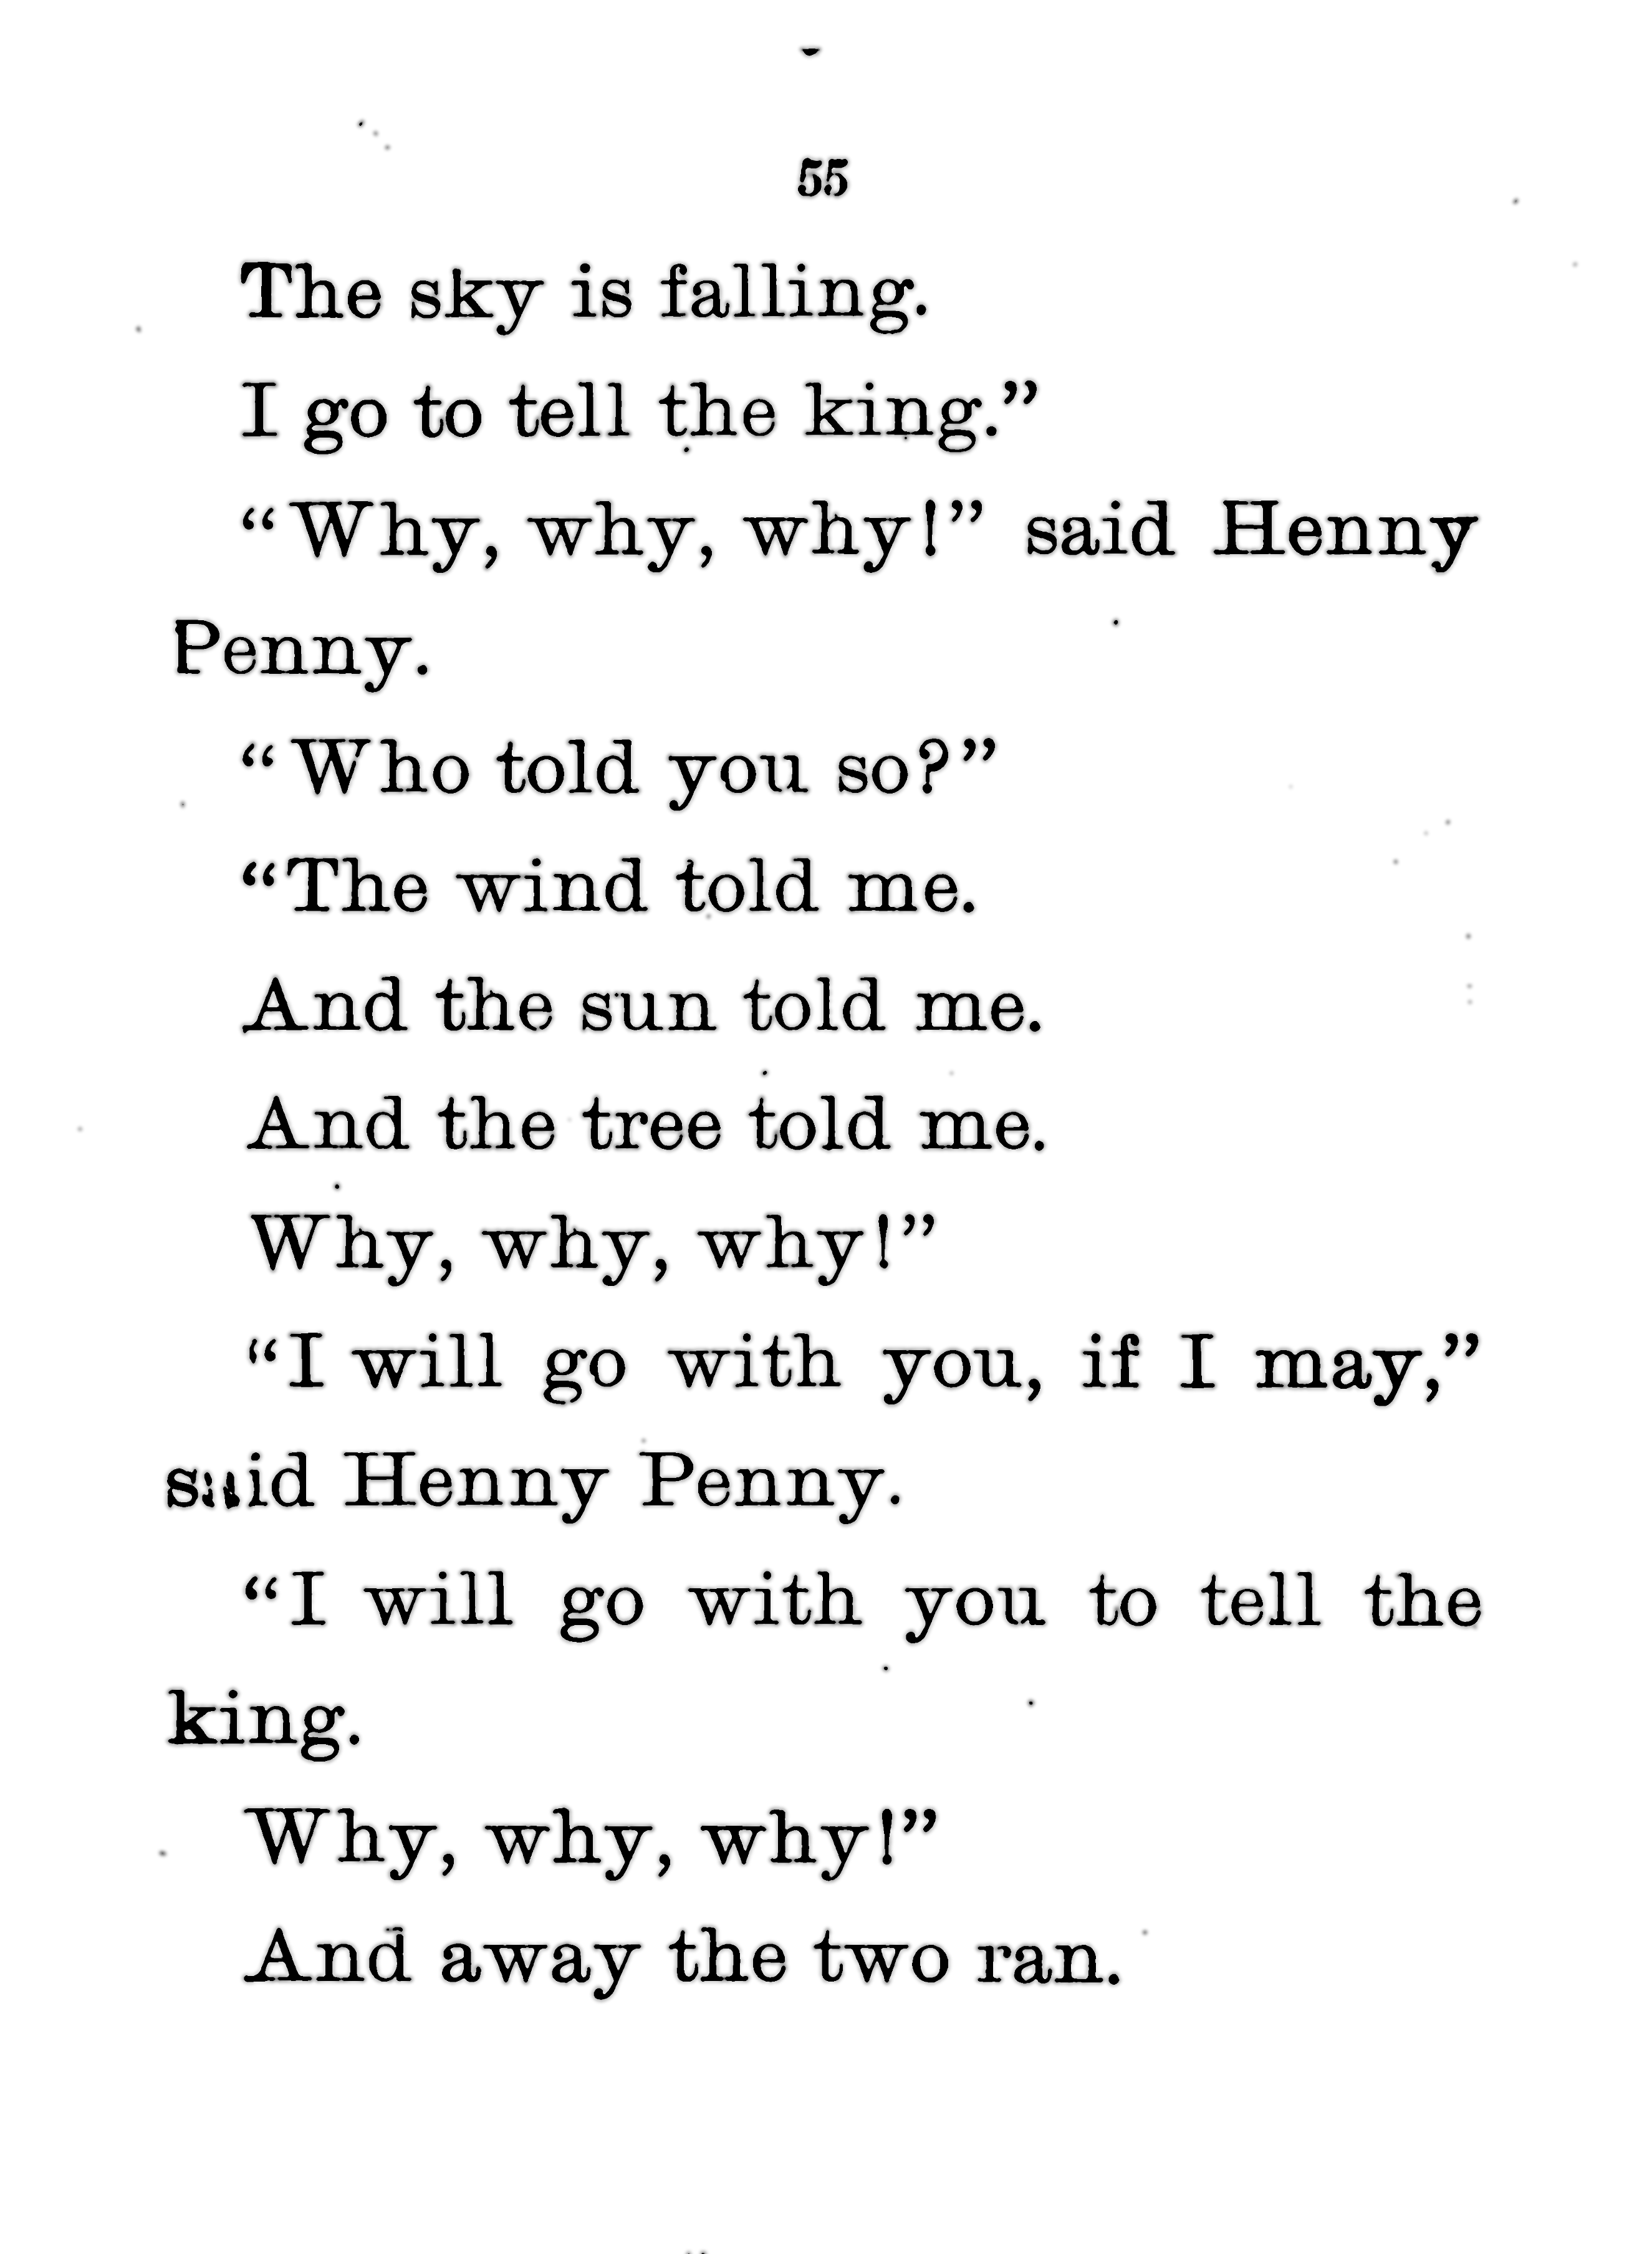 55
The sky is falling.
I go to tell the king.”
“Why, why, why!” said Henny
Penny.
“Who told you so?”
“The wind told me.
And the sun told me.
And the tree told me.
Why, why, why!”
“I will go with you, if I may,”
said Henny Penny.
“I will go with you to tell the
king.
Why, why, why!”
And away the two ran.